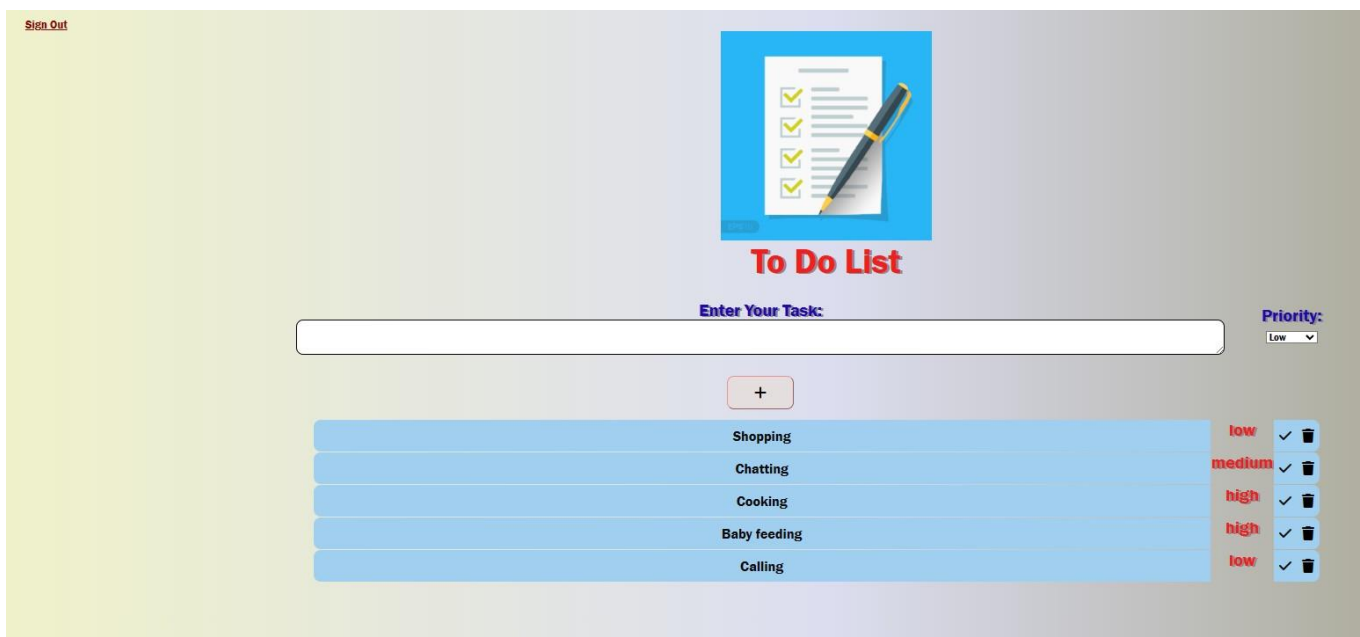 Sign Out
To Do List
Enter Your Task:
Priority:
Low
+
Shopping low
Chatting medium
Cooking high
Baby feeding high
Calling low